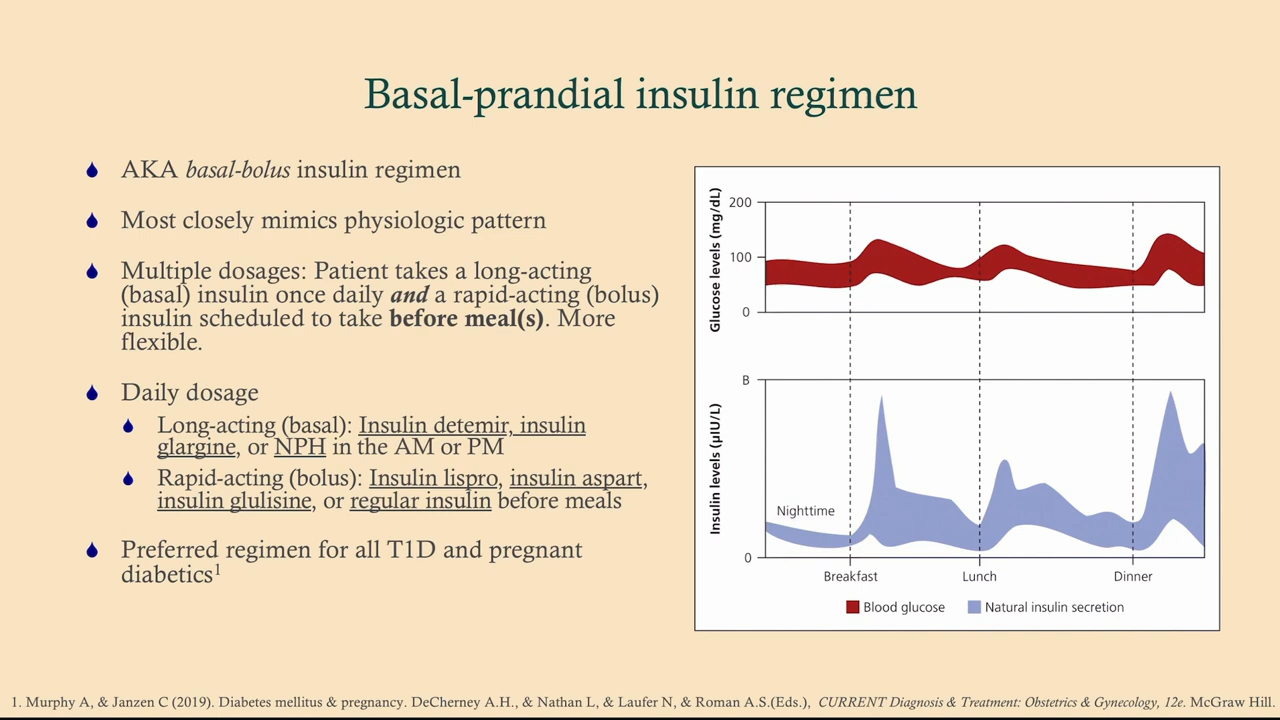 Basal-prandial insulin regimen
AKA basal-bolus insulin regimen
Most closely mimics physiologic pattern
Multiple dosages: Patient takes a long-acting
(basal) insulin once daily and a rapid-acting (bolus)
insulin scheduled to take before meal(s). More
flexible.
Daily dosage
Long-acting (basal): Insulin detemir, insulin
glargine, or NPH in the AM or PM
Rapid-acting (bolus): Insulin lispro, insulin aspart,
insulin glulisine, or regular insulin before meals
Preferred regimen for all T1D and pregnant
diabetics1
Glucose levels (mg/dL)
200
100
0
Insulin levels (µIU/L)
B
Nighttime
0
Breakfast
Lunch
Dinner
Blood glucose
Natural insulin secretion
1. Murphy A, & Janzen C (2019). Diabetes mellitus & pregnancy. DeCherney A.H., & Nathan L, & Laufer N, & Roman A.S.(Eds.), CURRENT Diagnosis & Treatment: Obstetrics & Gynecology, 12e. McGraw Hill.